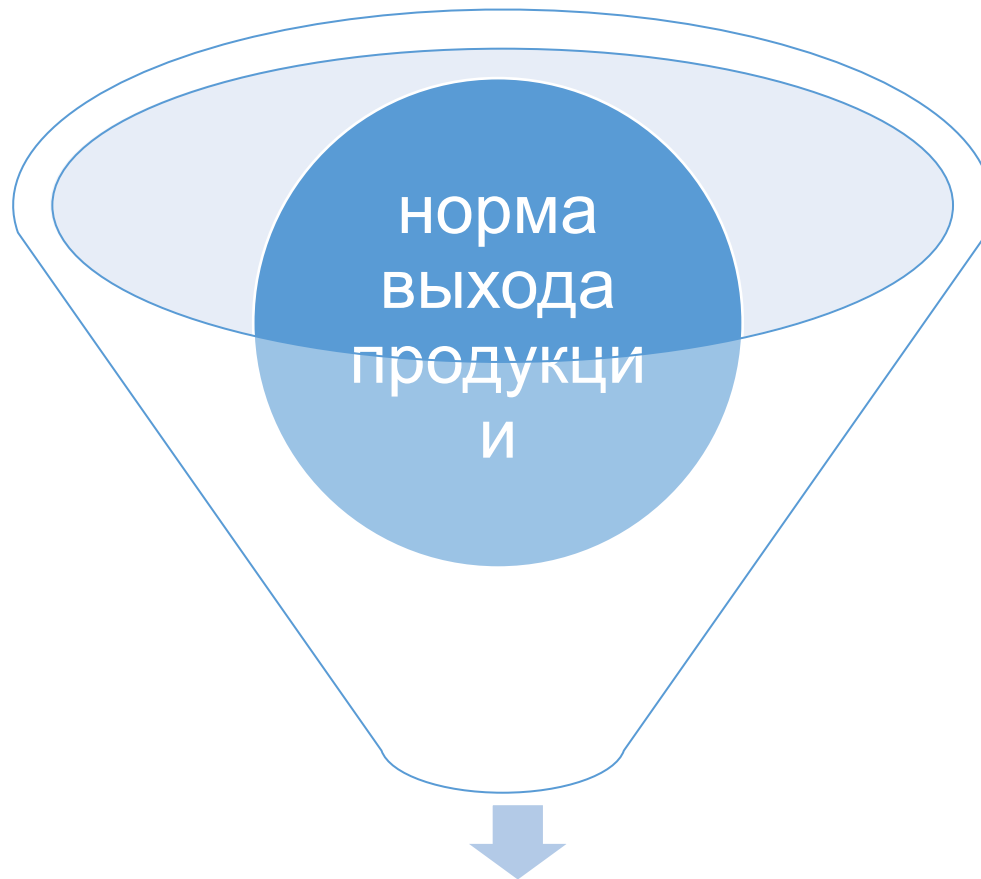 норма
выхода
продукци
и